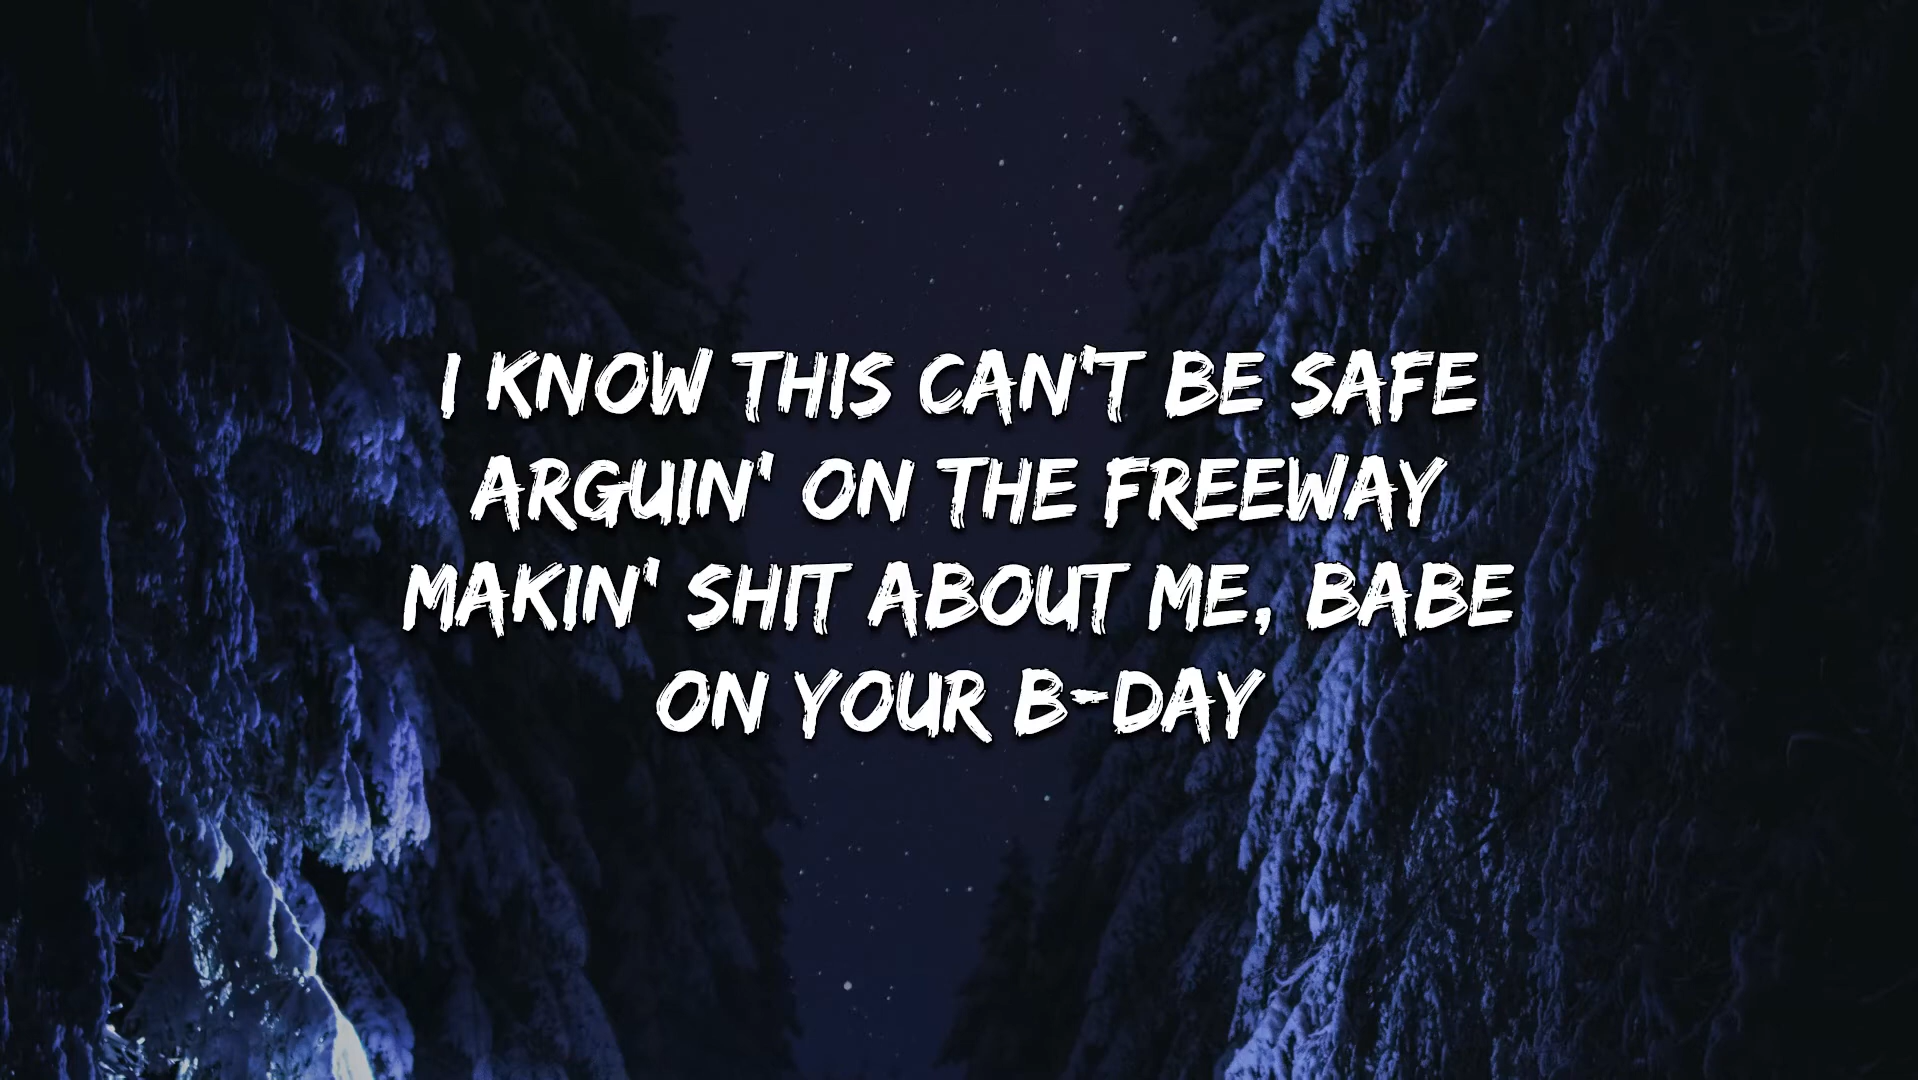 I KNOW THIS CAN'T BE SAFE
ARGUIN' ON THE FREEWAY
MAKIN' SHIT ABOUT ME, BABE
ON YOUR B-DAY